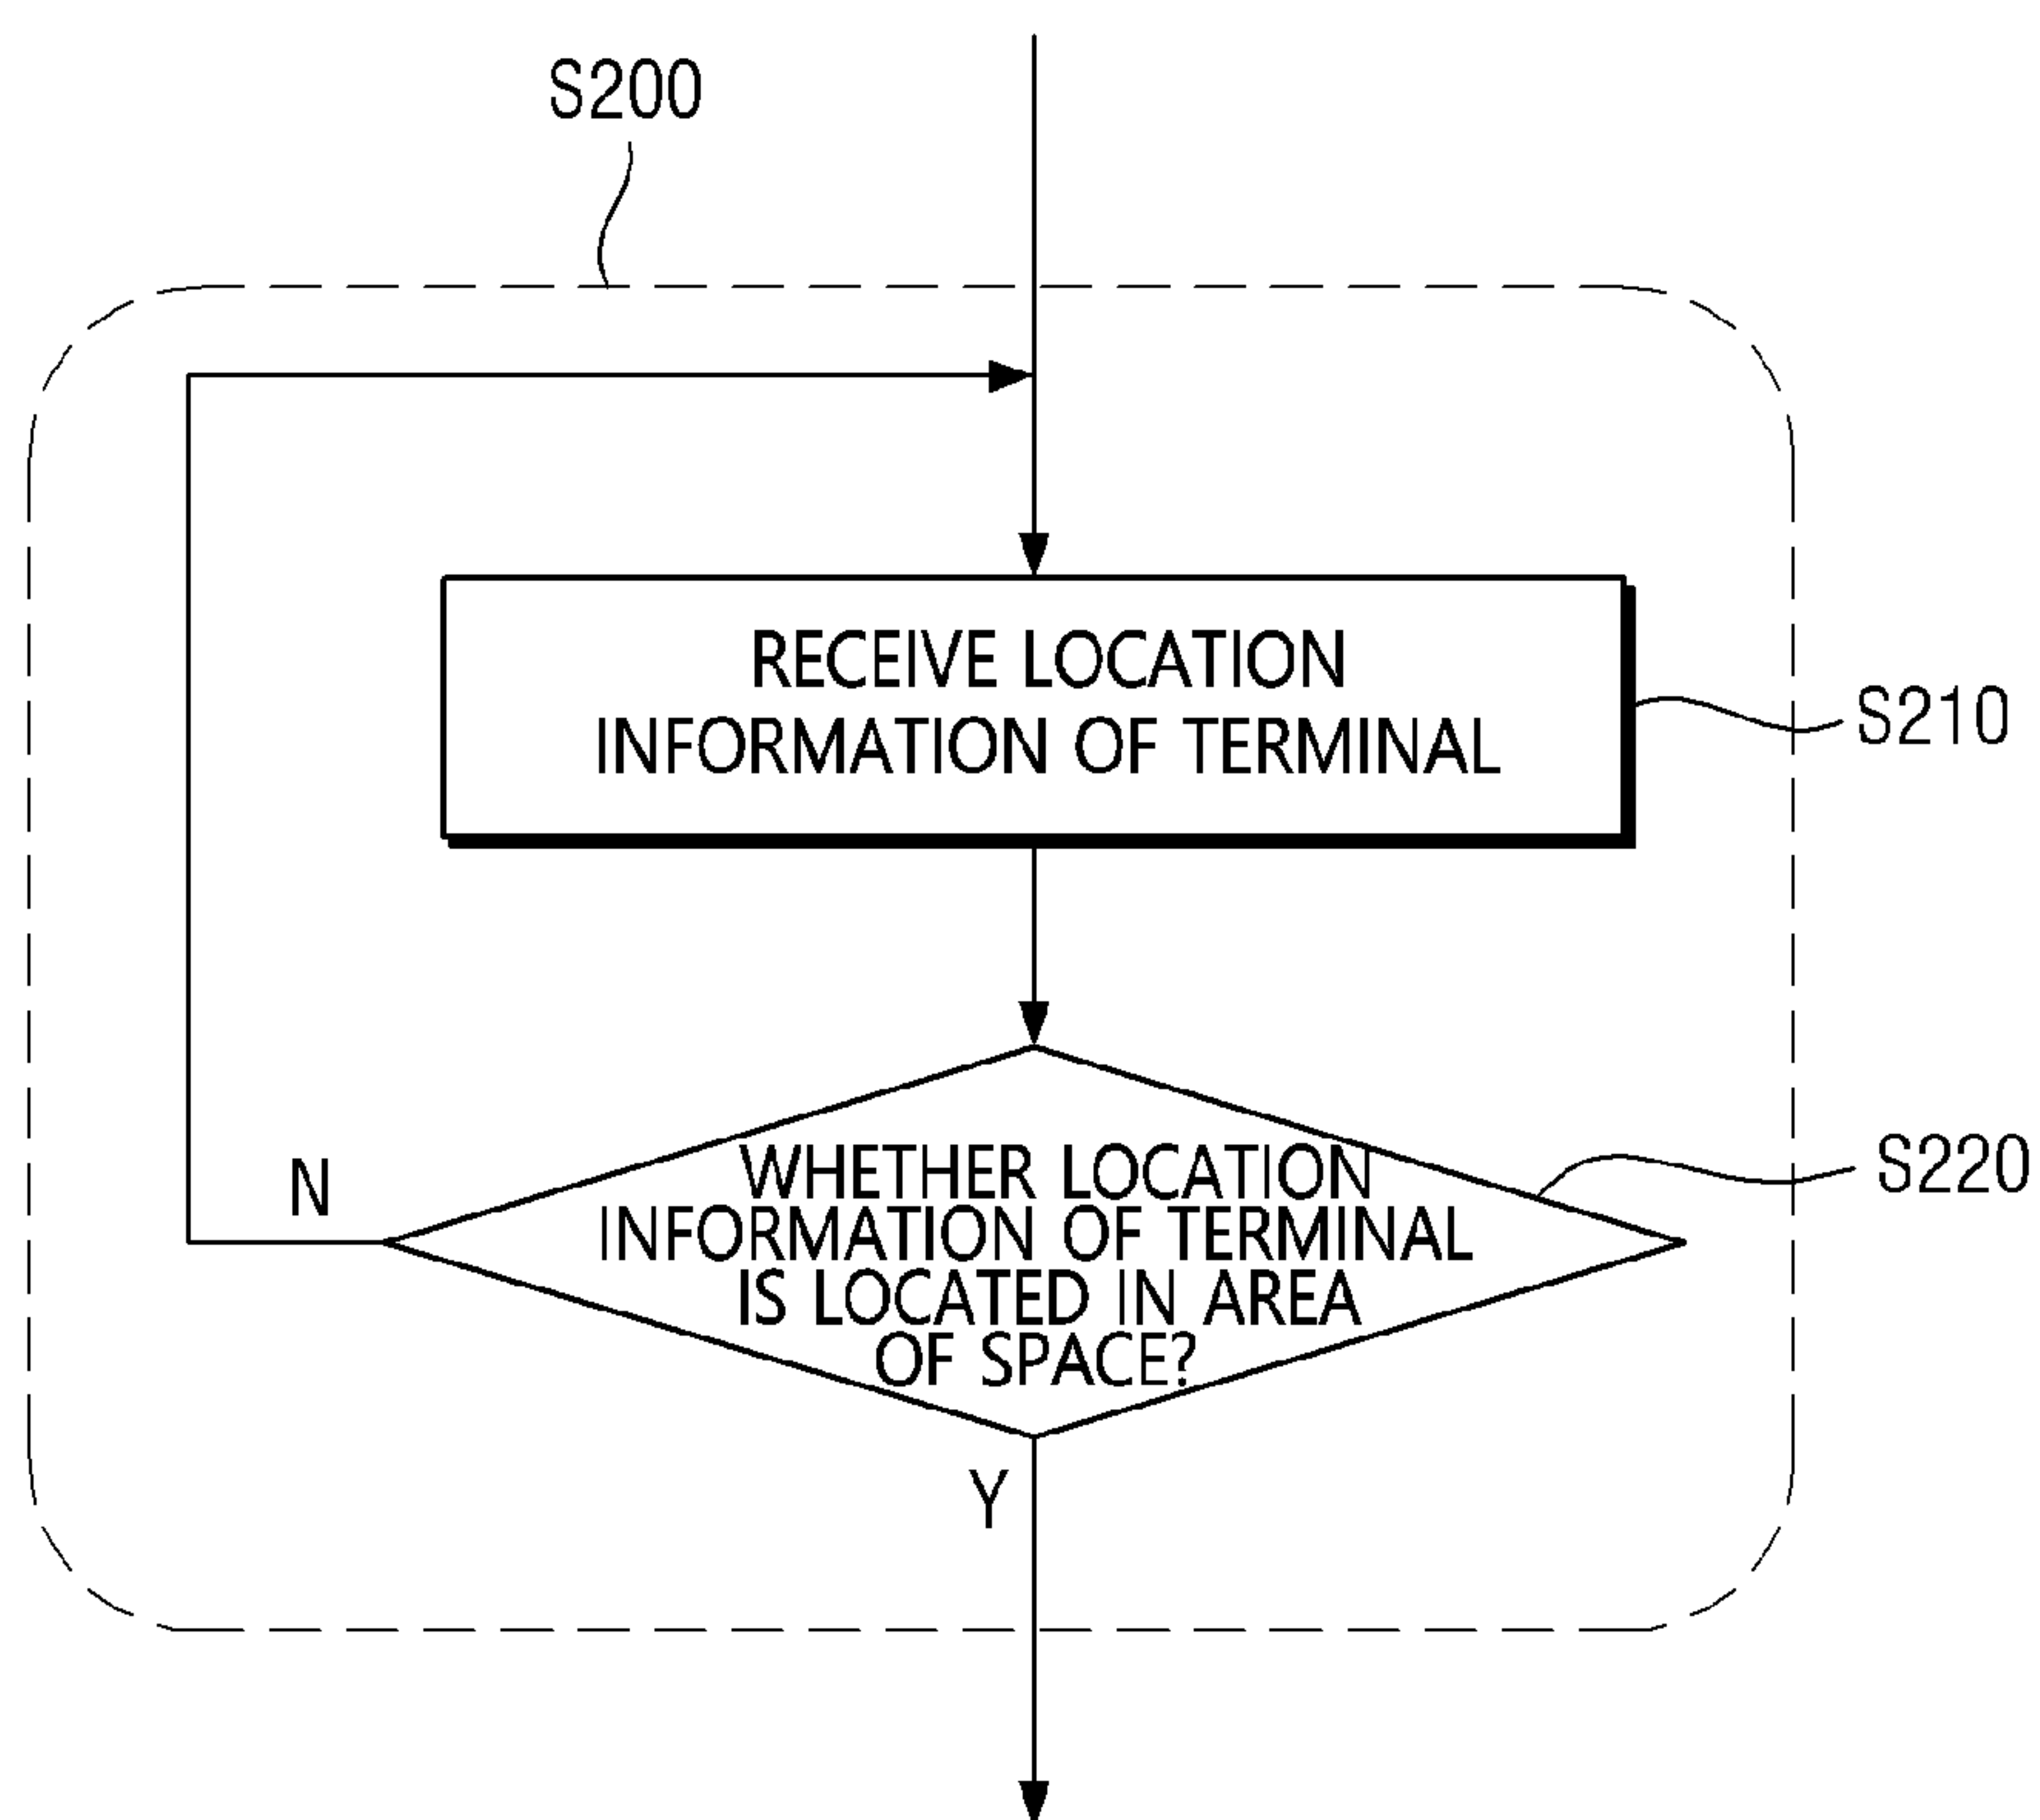 S200
RECEIVE LOCATION
INFORMATION OF TERMINAL
S210
WHETHER LOCATION
INFORMATION OF TERMINAL
IS LOCATED IN AREA
OF SPACE?
S220
N
Y